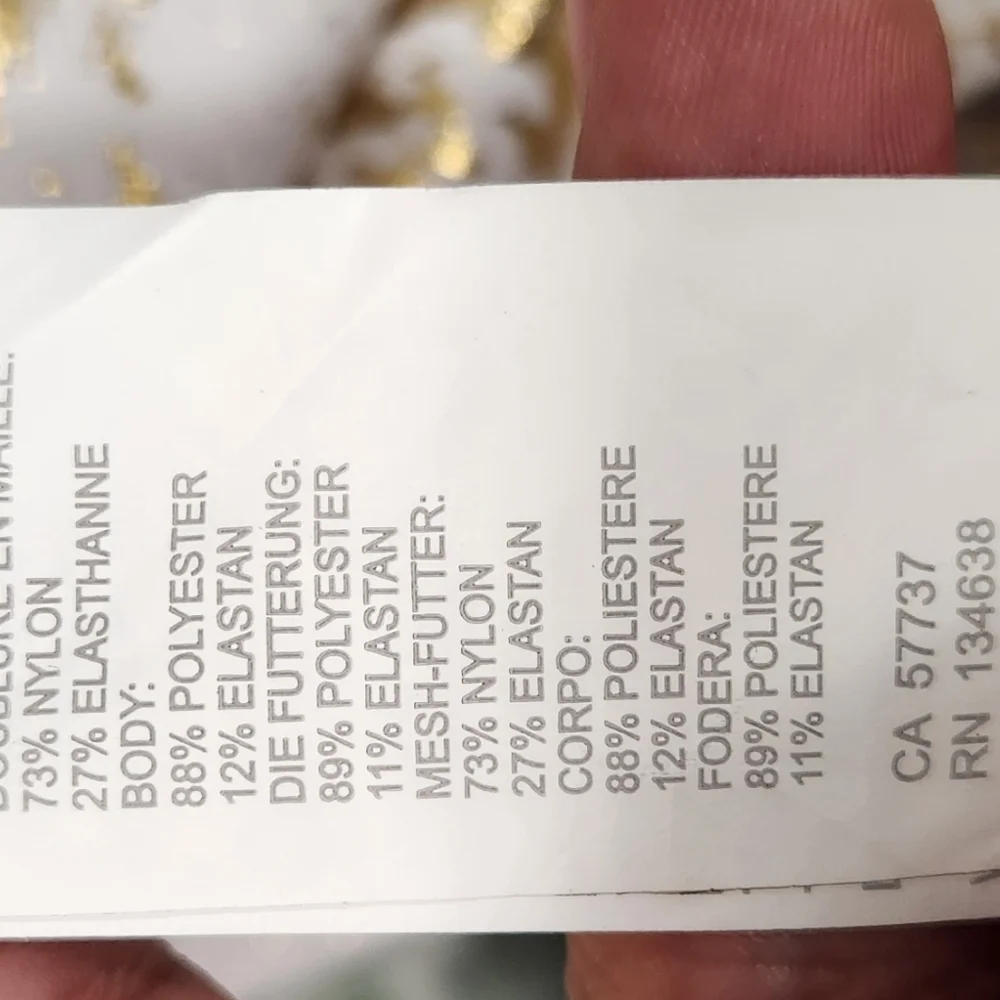 73% NYLON
27% ELASTHANNE
BODY:
88% POLYESTER
12% ELASTAN
DIE FUTTERUNG:
89% POLYESTER
11% ELASTAN
MESH-FUTTER:
73% NYLON
27% ELASTAN
CORPO:
88% POLIESTERE
12% ELASTAN
FODERA:
89% POLIESTERE
11% ELASTAN
CA 57737
RN 134638